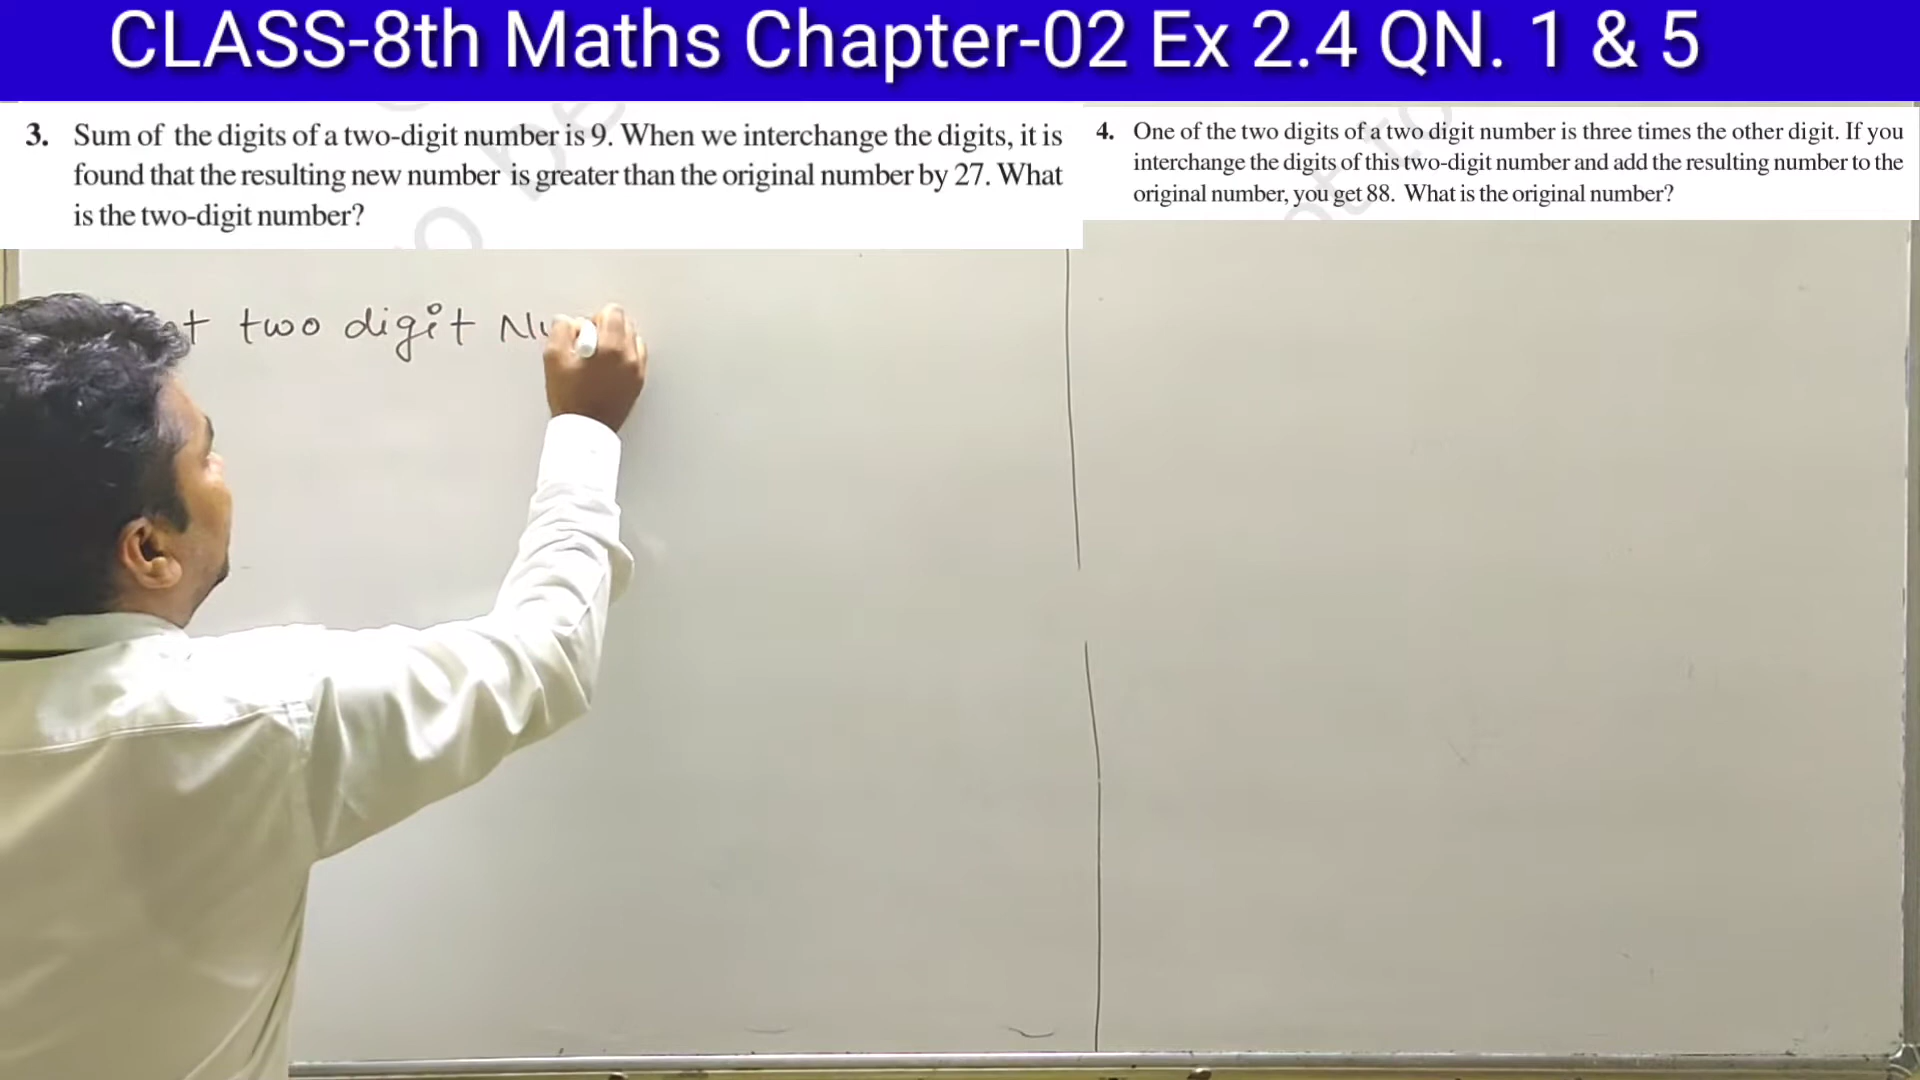 CLASS-8th Maths Chapter-02 Ex 2.4 QN. 1 & 5
3. Sum of the digits of a two-digit number is 9. When we interchange the digits, it is
found that the resulting new number is greater than the original number by 27. What
is the two-digit number?
4. One of the two digits of a two digit number is three times the other digit. If you
interchange the digits of this two-digit number and add the resulting number to the
original number, you get 88. What is the original number?
two digit